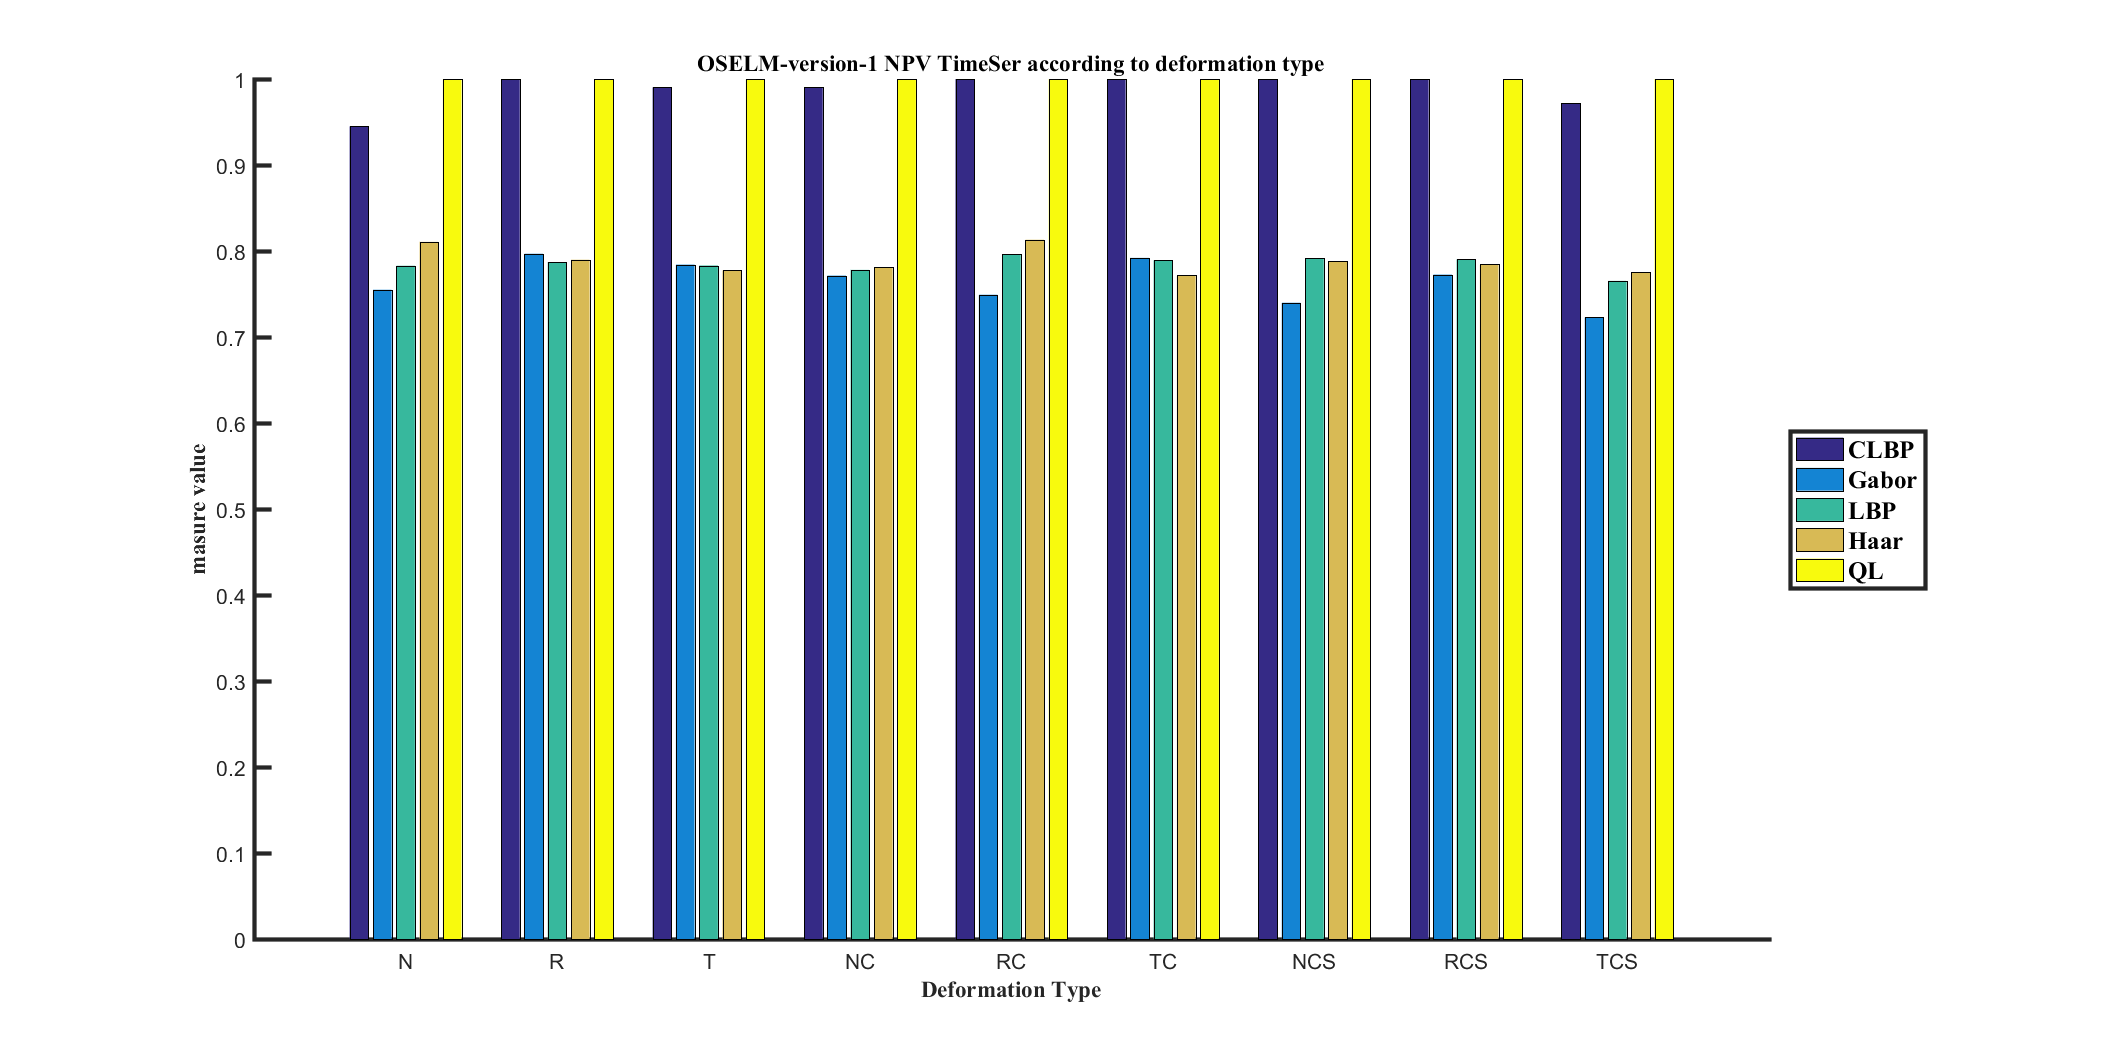 OSELM-version-1 NPV TimeSer according to deformation type
1
0.9
0.8
0.7
0.6
0.5
0.4
0.3
0.2
0.1
0
masure value
N R T NC RC TC NCS RCS TCS
Deformation Type
CLBP
Gabor
LBP
Haar
QL